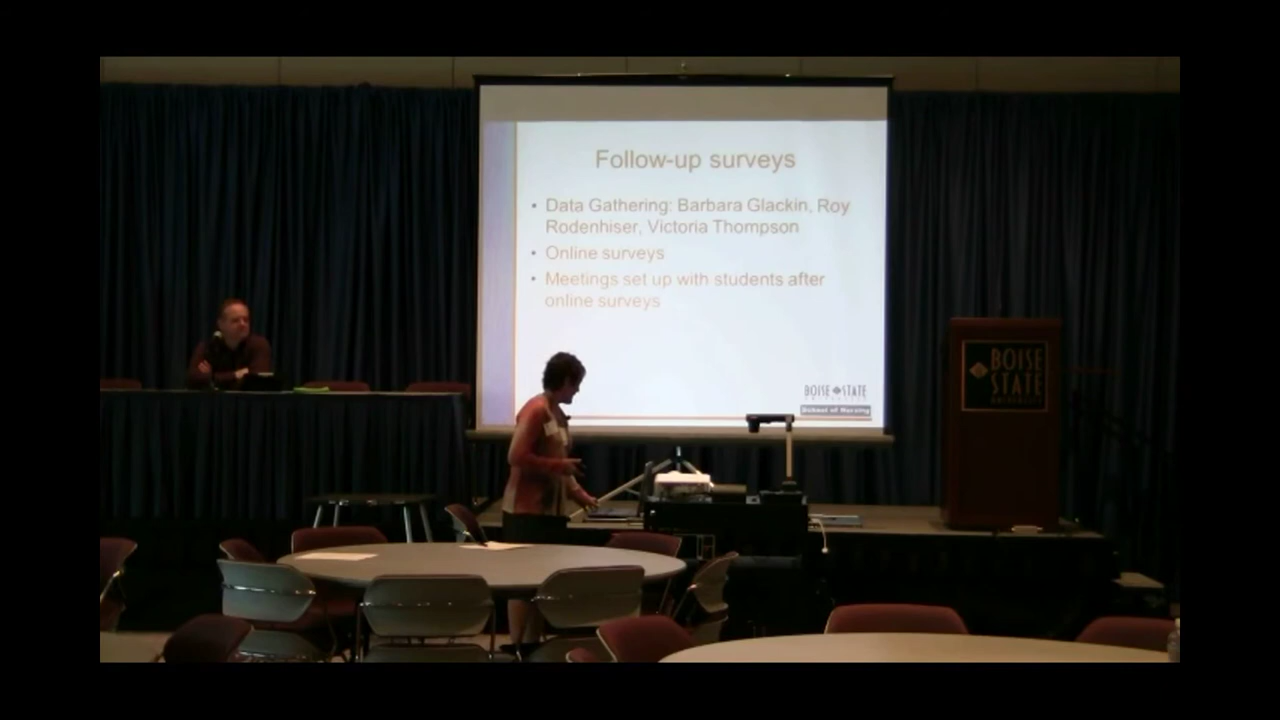 Follow-up surveys
• Data Gathering: Barbara Glackin, Roy
Rodenhiser, Victoria Thompson
• Online surveys
• Meetings set up with students after
online surveys
BOISE STATE
School of Nursing
BOISE
STATE
UNIVERSITY